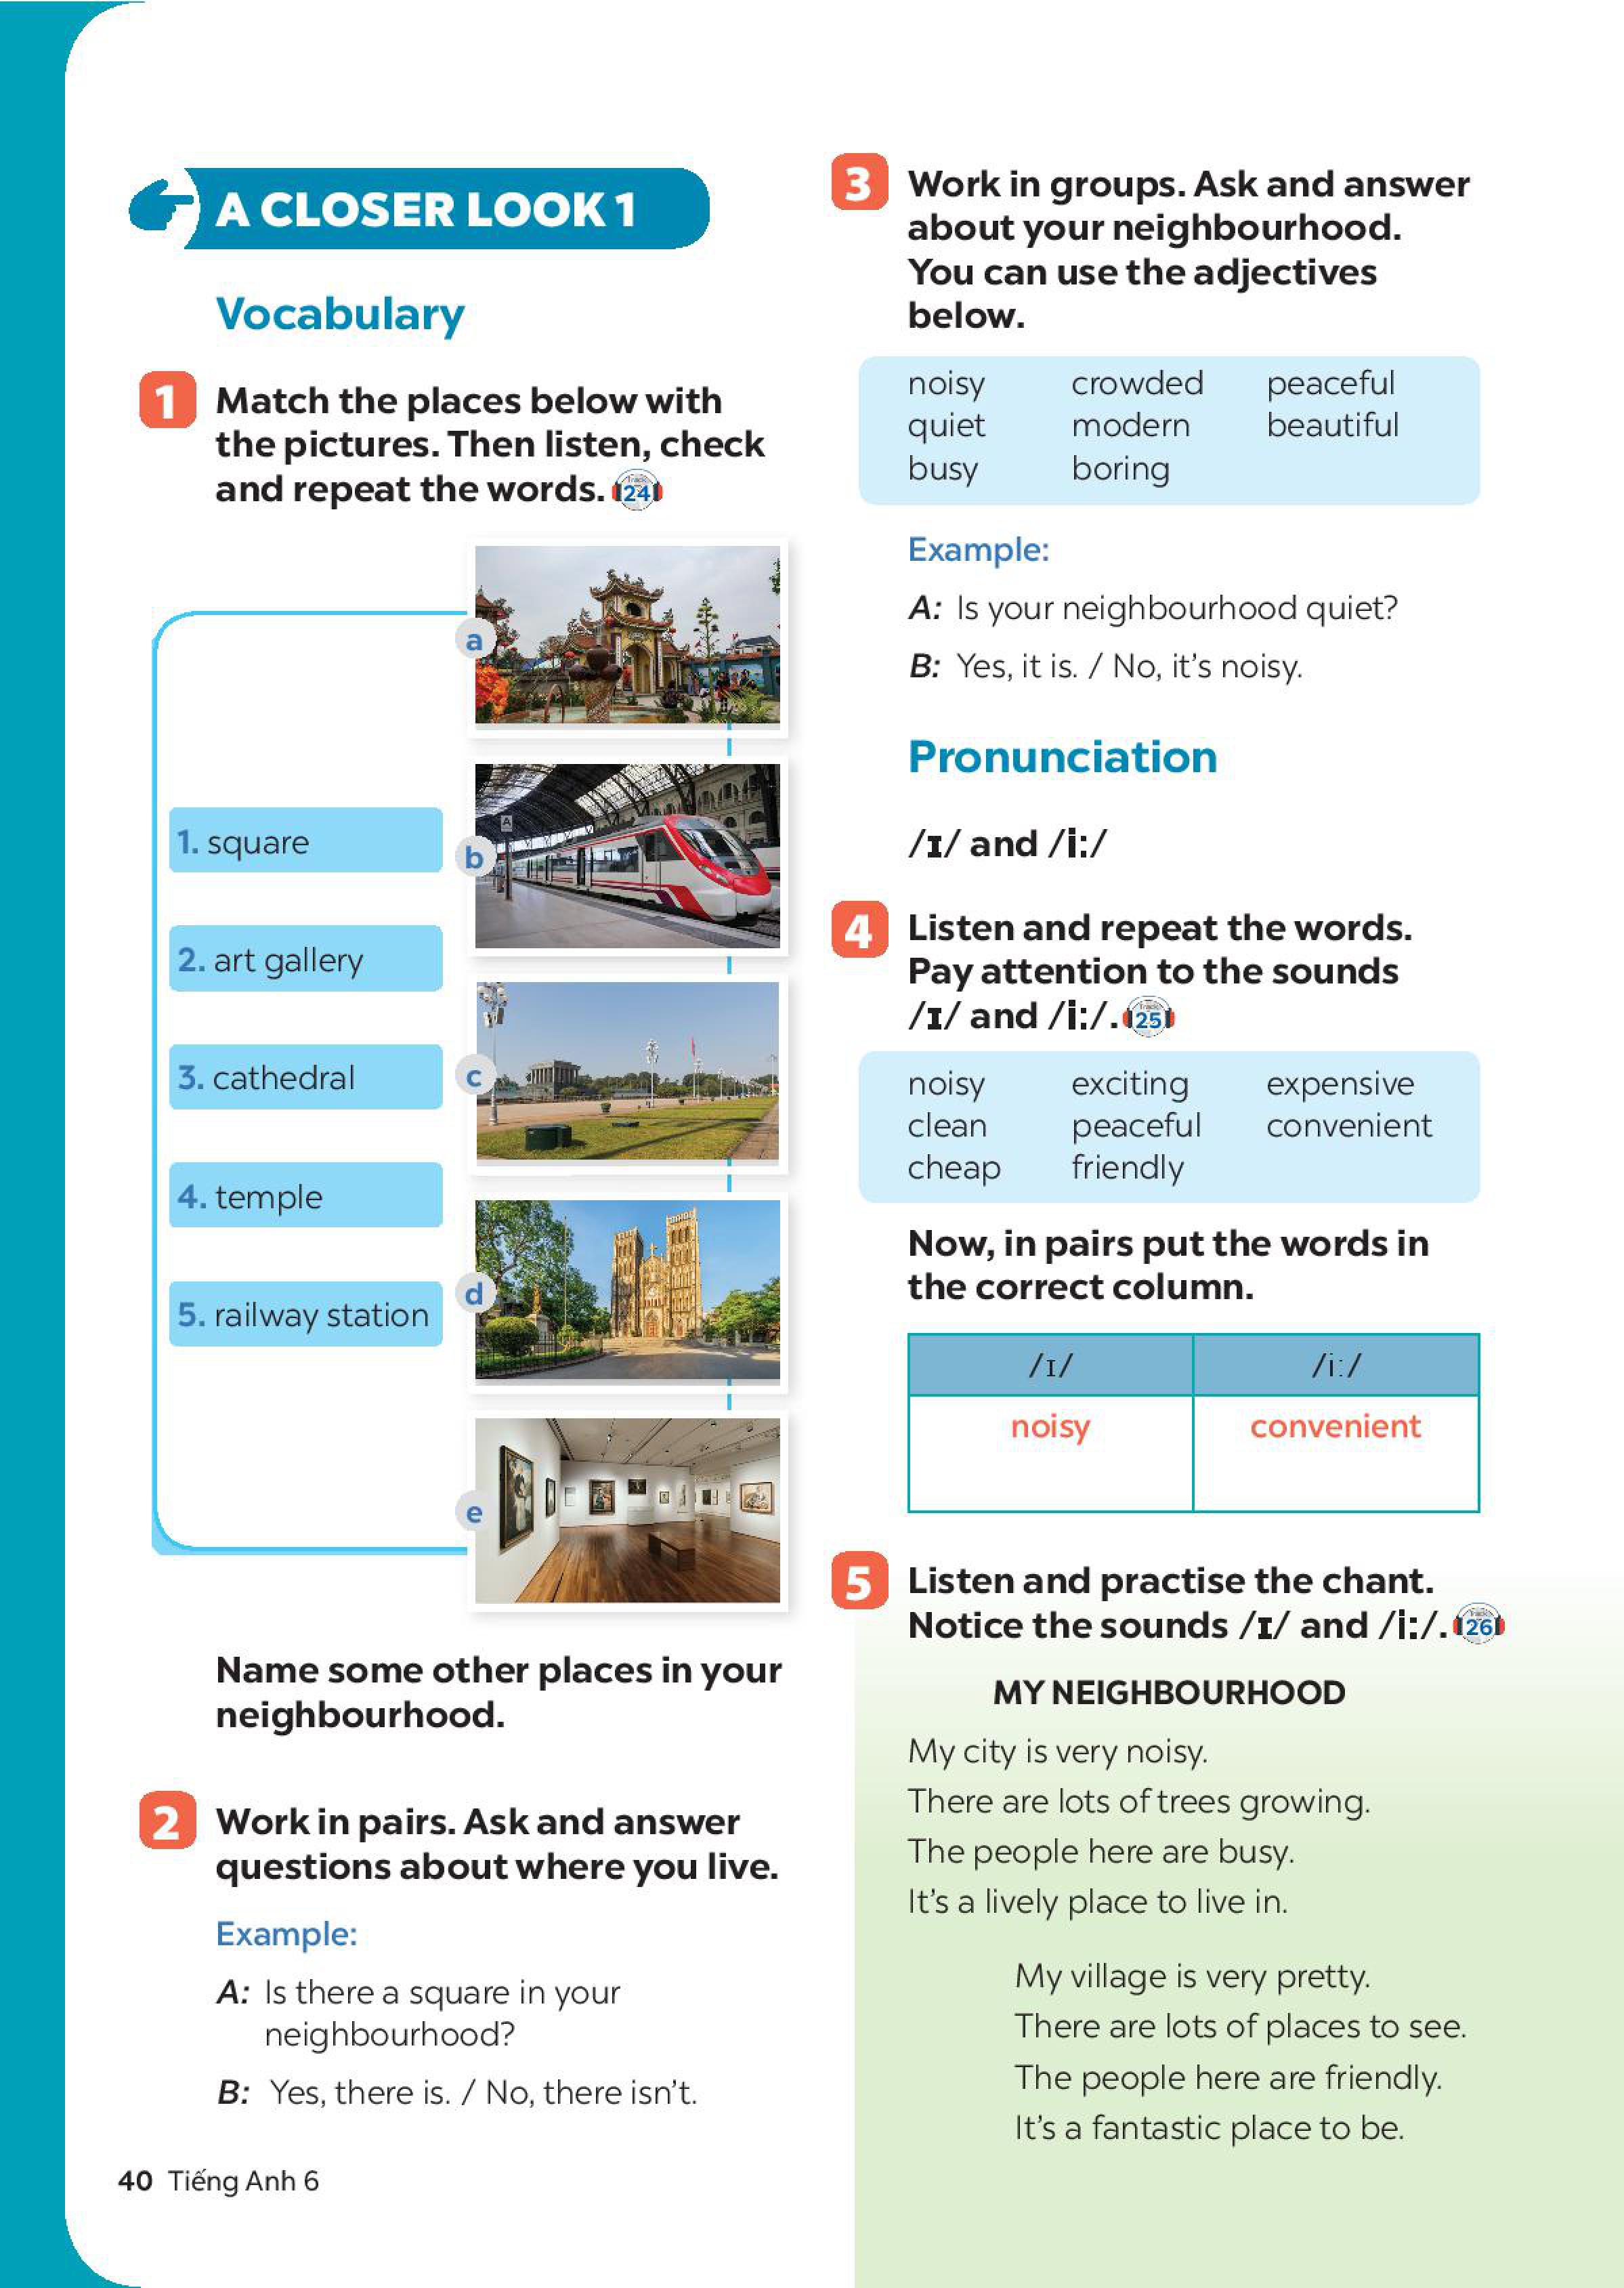 A CLOSER LOOK 1
Vocabulary
1 Match the places below with
the pictures. Then listen, check
and repeat the words. Track 24
1. square
2. art gallery
3. cathedral
4. temple
5. railway station
a
b
A
c
d
e
Name some other places in your
neighbourhood.
2 Work in pairs. Ask and answer
questions about where you live.
Example:
A: Is there a square in your
neighbourhood?
B: Yes, there is. / No, there isn't.
3 Work in groups. Ask and answer
about your neighbourhood.
You can use the adjectives
below.
noisy crowded peaceful
quiet modern beautiful
busy boring
Example:
A: Is your neighbourhood quiet?
B: Yes, it is. / No, it's noisy.
Pronunciation
/ɪ/ and /i:/
4 Listen and repeat the words.
Pay attention to the sounds
/ɪ/ and /i:/. Track 25
noisy exciting expensive
clean peaceful convenient
cheap friendly
Now, in pairs put the words in
the correct column.
/ɪ/ /i:/
noisy convenient
5 Listen and practise the chant.
Notice the sounds /ɪ/ and /i:/. Track 26
MY NEIGHBOURHOOD
My city is very noisy.
There are lots of trees growing.
The people here are busy.
It's a lively place to live in.
My village is very pretty.
There are lots of places to see.
The people here are friendly.
It's a fantastic place to be.
40 Tiếng Anh 6